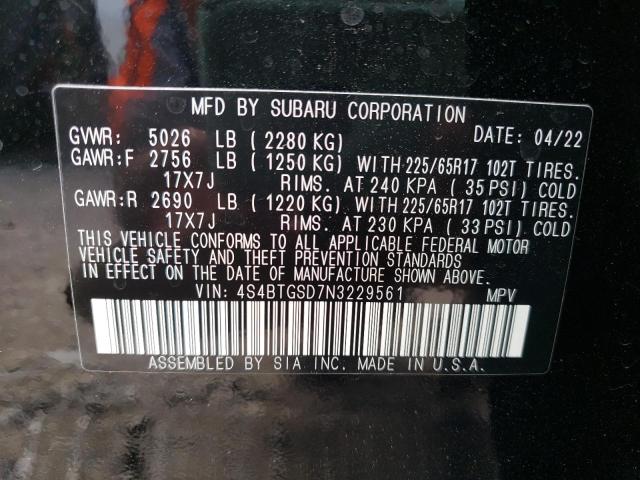 MFD BY SUBARU CORPORATION
GVWR: 5026 LB ( 2280 KG) DATE: 04/22
GAWR:F 2756 LB ( 1250 KG) WITH 225/65R17 102T TIRES.
17X7J RIMS. AT 240 KPA ( 35 PSI) COLD
GAWR:R 2690 LB ( 1220 KG) WITH 225/65R17 102T TIRES.
17X7J RIMS. AT 230 KPA ( 33 PSI) COLD
THIS VEHICLE CONFORMS TO ALL APPLICABLE FEDERAL MOTOR
VEHICLE SAFETY AND THEFT PREVENTION STANDARDS
IN EFFECT ON THE DATE OF MANUFACTURE SHOWN ABOVE.
VIN: 4S4BTGSD7N3229561 MPV
ASSEMBLED BY SIA INC. MADE IN U.S.A.